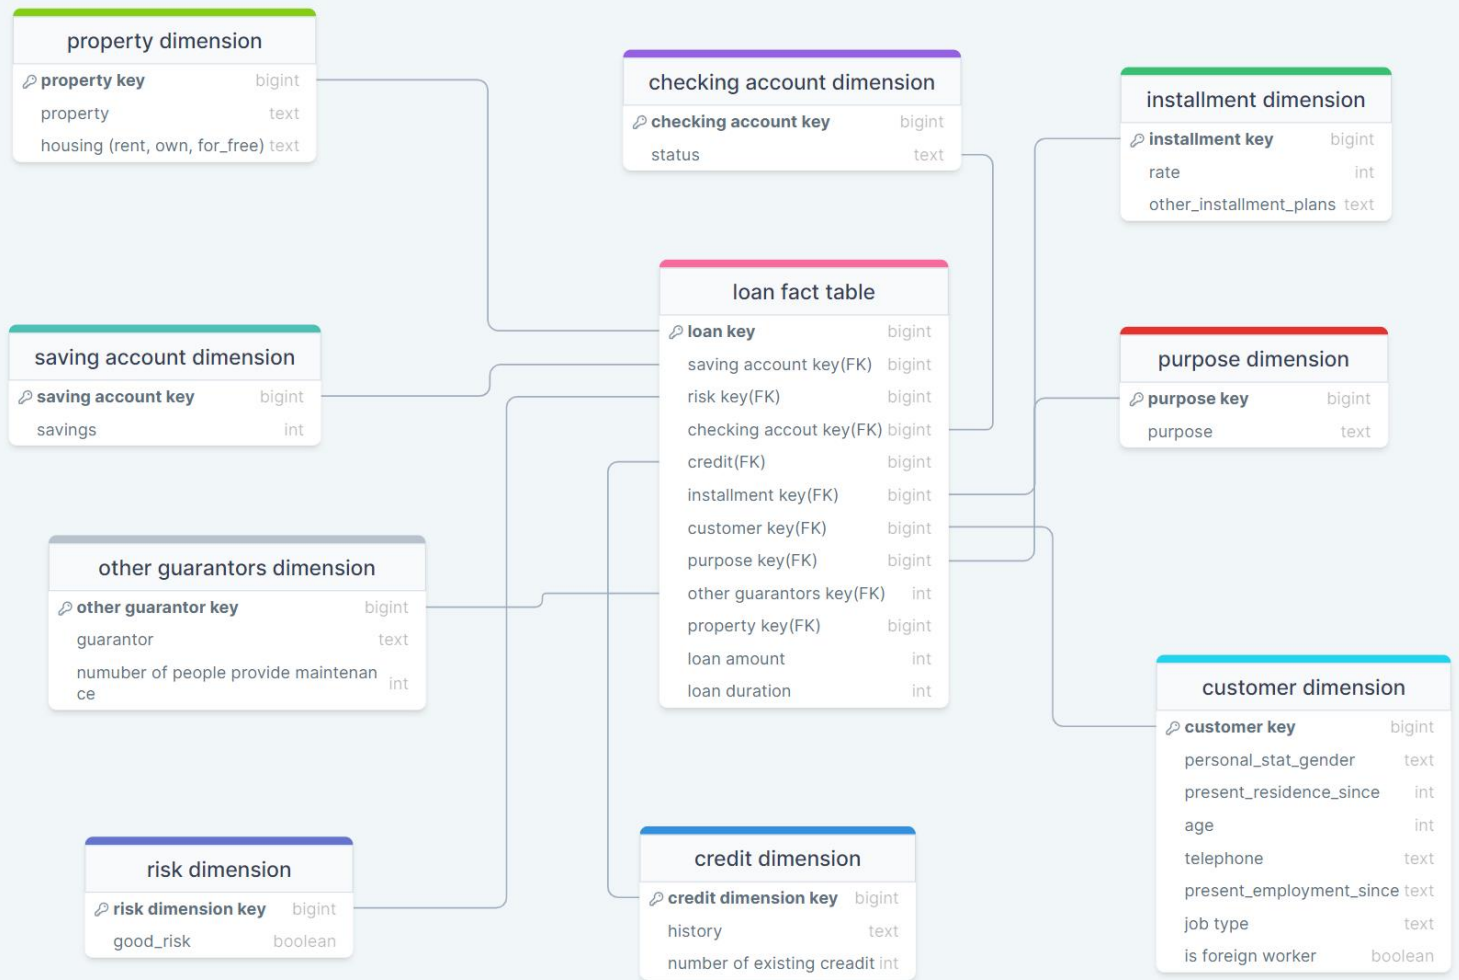 property dimension
property key bigint
property text
housing (rent, own, for_free) text
checking account dimension
checking account key bigint
status text
installment dimension
installment key bigint
rate int
other_installment_plans text
loan fact table
loan key bigint
saving account key(FK) bigint
risk key(FK) bigint
checking accout key(FK) bigint
credit(FK) bigint
installment key(FK) bigint
customer key(FK) bigint
purpose key(FK) bigint
other guarantors key(FK) int
property key(FK) bigint
loan amount int
loan duration int
saving account dimension
saving account key bigint
savings int
purpose dimension
purpose key bigint
purpose text
other guarantors dimension
other guarantor key bigint
guarantor text
numuber of people provide maintenan
ce int
customer dimension
customer key bigint
personal_stat_gender text
present_residence_since int
age int
telephone text
present_employment_since text
job type text
is foreign worker boolean
risk dimension
risk dimension key bigint
good_risk boolean
credit dimension
credit dimension key bigint
history text
number of existing creadit int